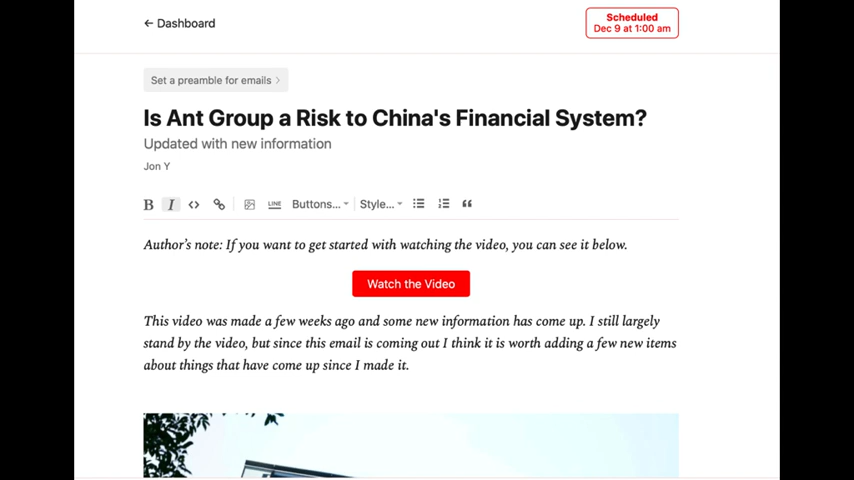 ← Dashboard
Scheduled
Dec 9 at 1:00 am
Set a preamble for emails >
Is Ant Group a Risk to China's Financial System?
Updated with new information
Jon Y
B I <> LINE Buttons... Style...
Author's note: If you want to get started with watching the video, you can see it below.
Watch the Video
This video was made a few weeks ago and some new information has come up. I still largely
stand by the video, but since this email is coming out I think it is worth adding a few new items
about things that have come up since I made it.